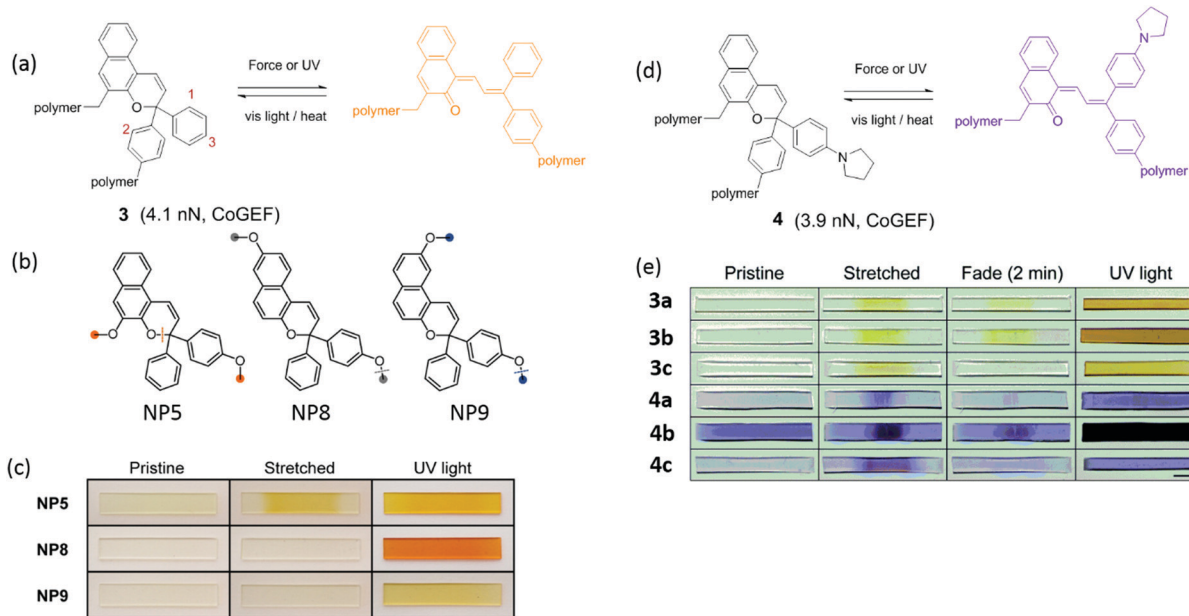 (a)
Force or UV
vis light / heat
polymer
O
1
2
3
polymer
O
polymer
polymer
3 (4.1 nN, CoGEF)
(b)
O
O
O
O
O
O
O
O
O
NP5
NP8
NP9
(c)
Pristine
Stretched
UV light
NP5
NP8
NP9
(d)
Force or UV
vis light / heat
polymer
O
N
polymer
N
O
polymer
polymer
4 (3.9 nN, CoGEF)
(e)
Pristine
Stretched
Fade (2 min)
UV light
3a
3b
3c
4a
4b
4c